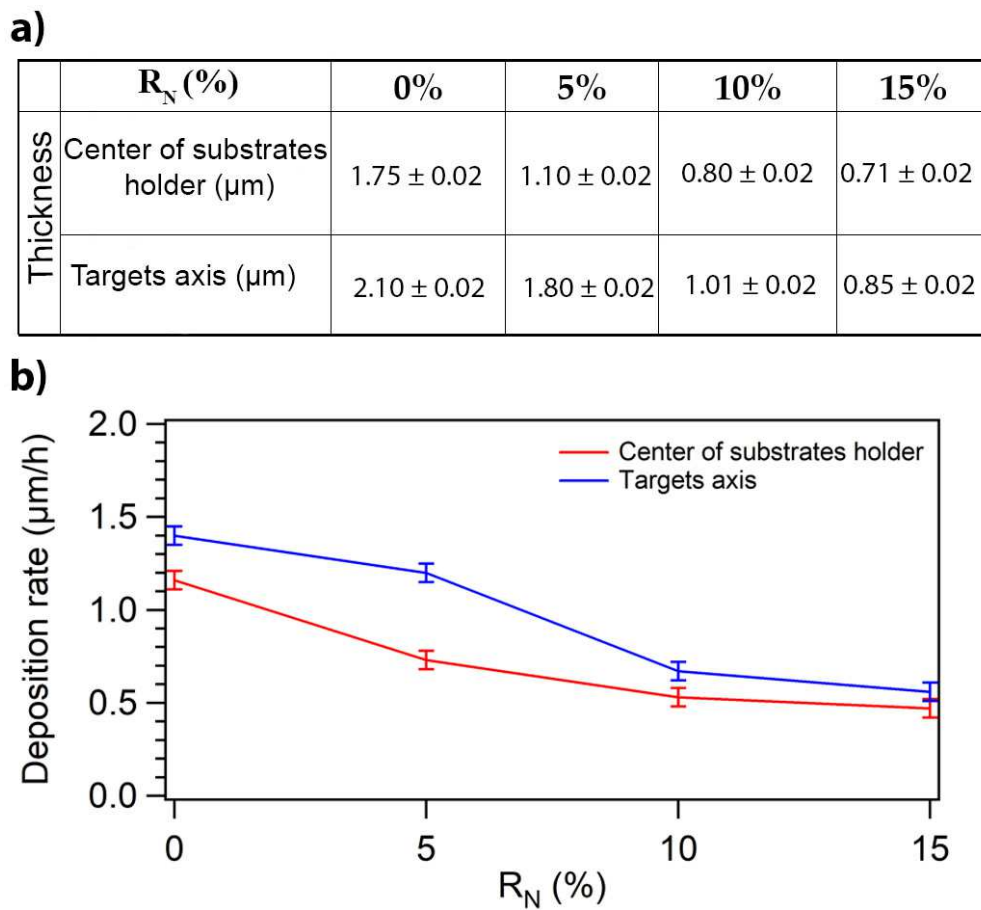 a)
R_N (%) 0% 5% 10% 15%
Thickness
Center of substrates holder (μm) 1.75 ± 0.02 1.10 ± 0.02 0.80 ± 0.02 0.71 ± 0.02
Targets axis (μm) 2.10 ± 0.02 1.80 ± 0.02 1.01 ± 0.02 0.85 ± 0.02
b)
Deposition rate (μm/h)
2.0
1.5
1.0
0.5
0.0
Center of substrates holder
Targets axis
0 5 10 15
R_N (%)